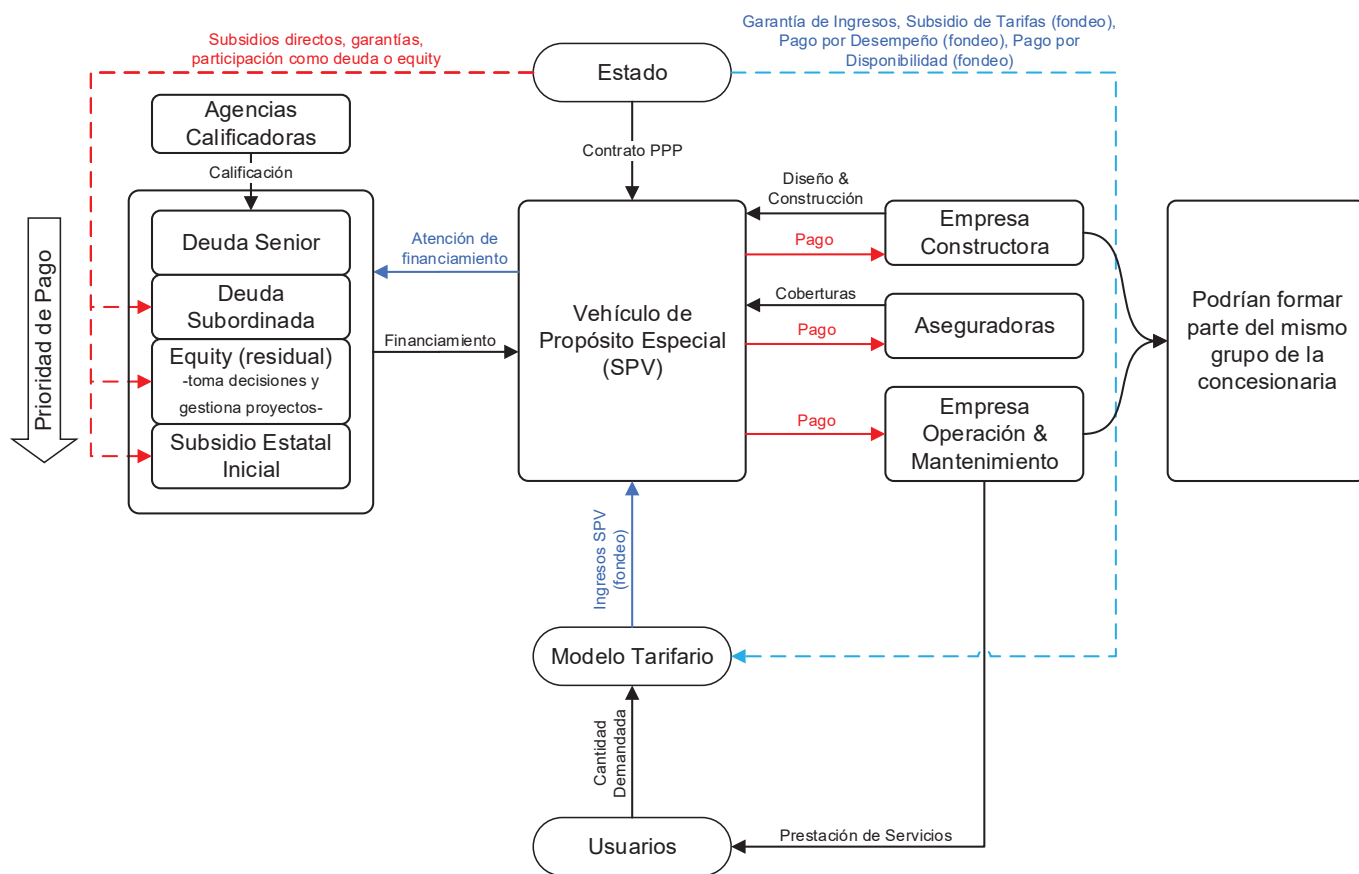 Subsidios directos, garantías,
participación como deuda o equity
Estado
Garantía de Ingresos, Subsidio de Tarifas (fondeo),
Pago por Desempeño (fondeo), Pago por
Disponibilidad (fondeo)
Agencias
Calificadoras
Calificación
Contrato PPP
Prioridad de Pago
Deuda Senior
Deuda
Subordinada
Equity (residual)
-toma decisiones y
gestiona proyectos-
Subsidio Estatal
Inicial
Atención de
financiamiento
Financiamiento
Vehículo de
Propósito Especial
(SPV)
Diseño &
Construcción
Pago
Coberturas
Pago
Pago
Empresa
Constructora
Aseguradoras
Empresa
Operación &
Mantenimiento
Podrían formar
parte del mismo
grupo de la
concesionaria
Ingresos SPV
(fondeo)
Modelo Tarifario
Cantidad
Demandada
Usuarios
Prestación de Servicios